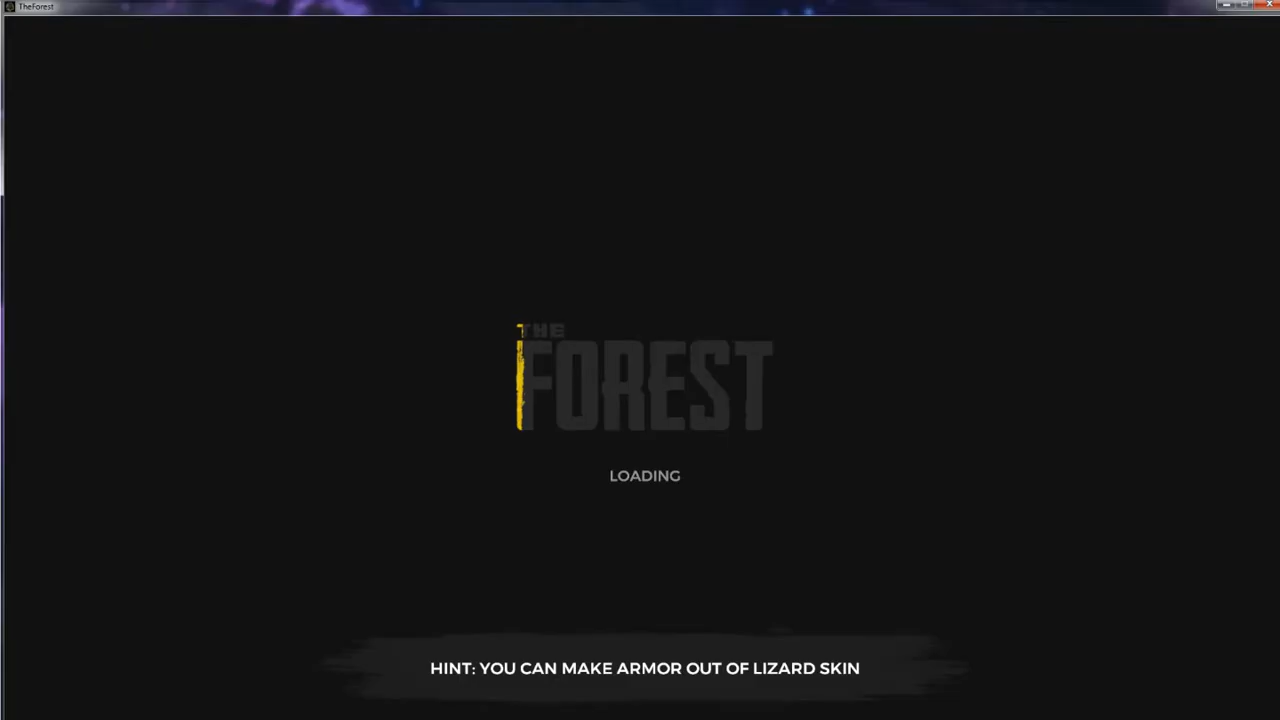 TheForest
THE
FOREST
LOADING
HINT: YOU CAN MAKE ARMOR OUT OF LIZARD SKIN